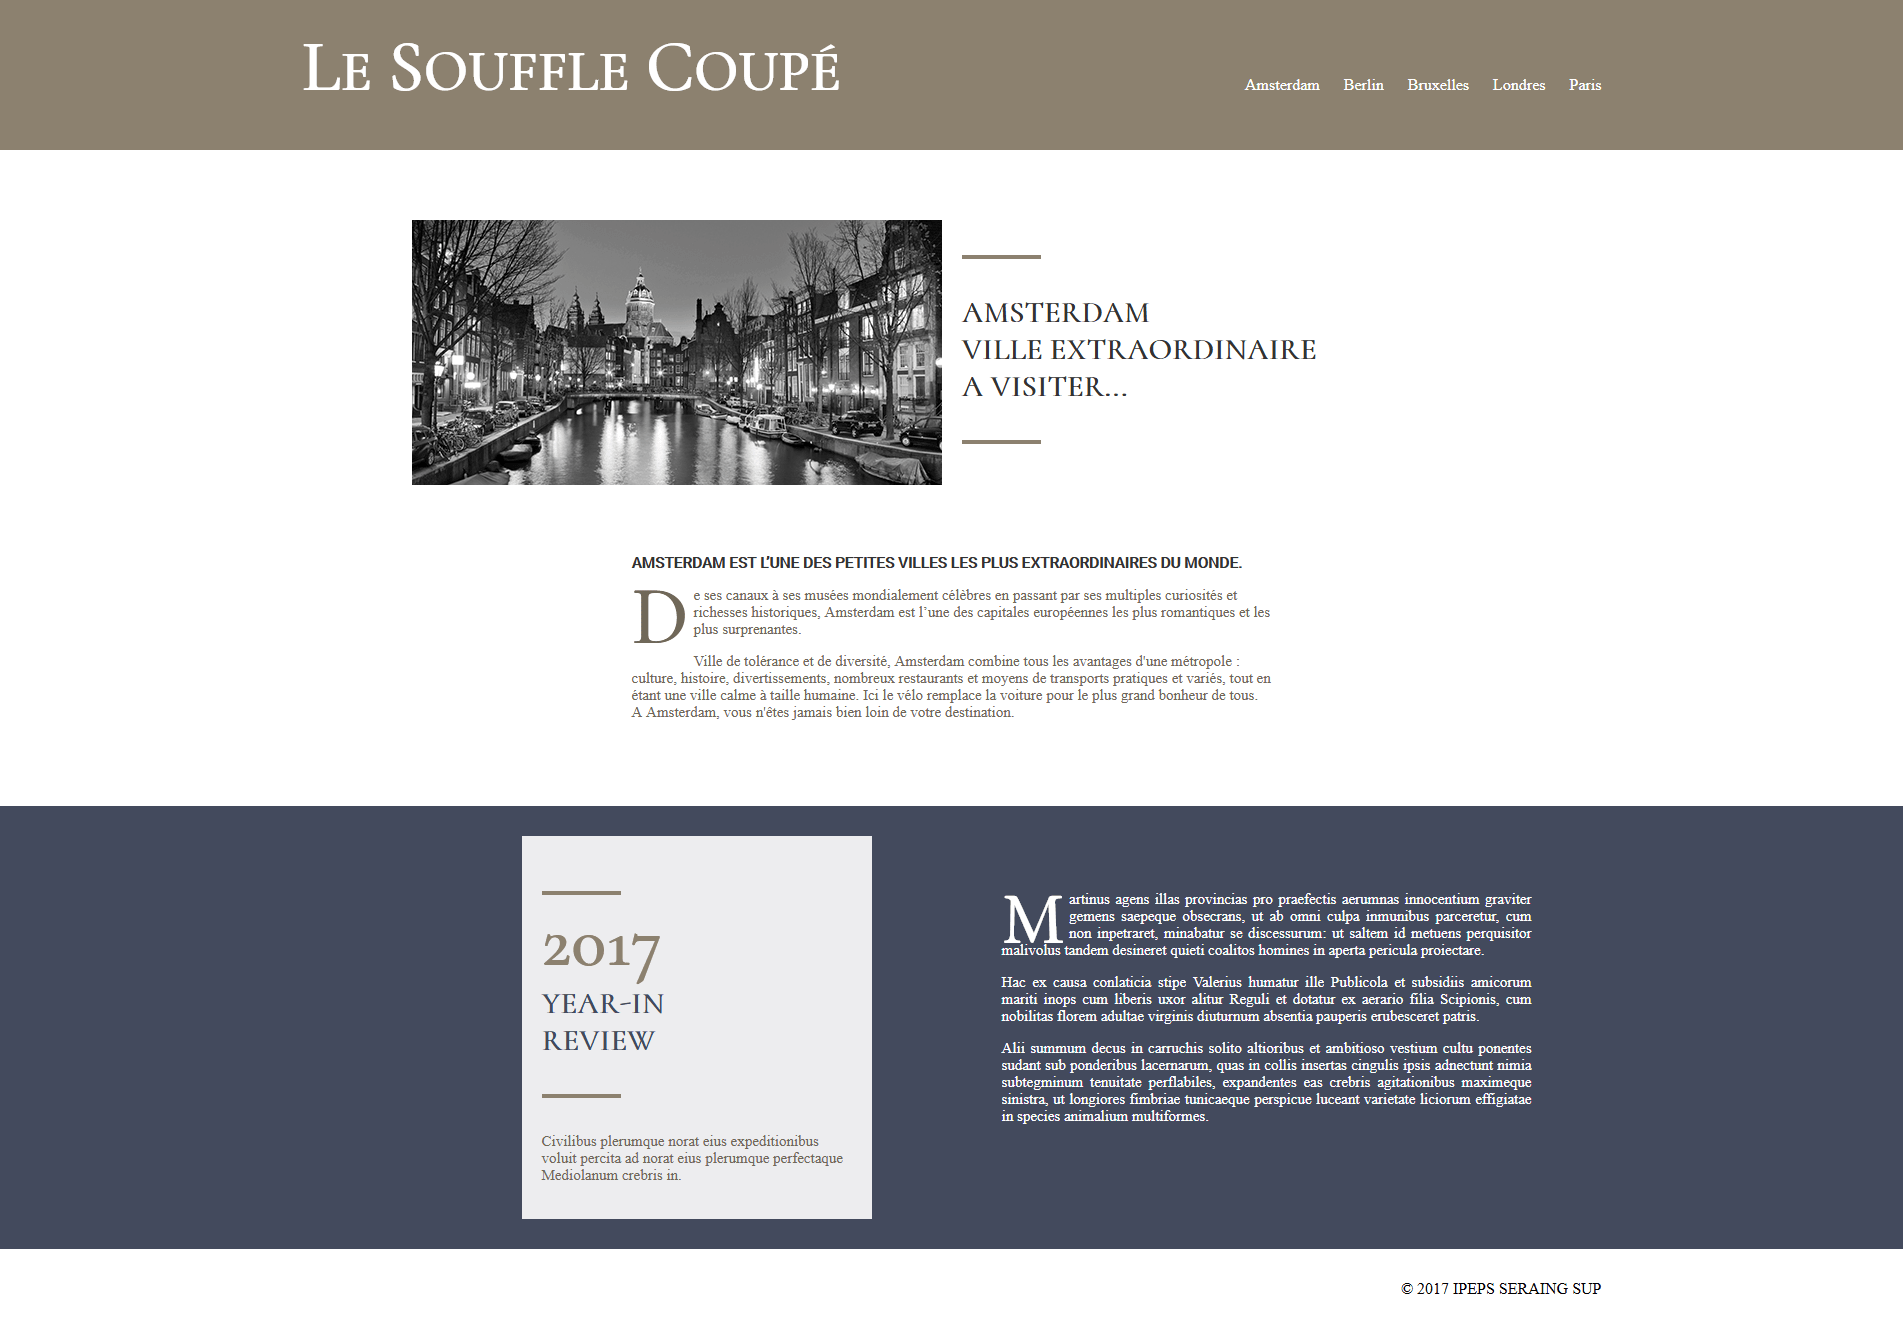 Le Souffle Coupé
Amsterdam Berlin Bruxelles Londres Paris
AMSTERDAM
VILLE EXTRAORDINAIRE
A VISITER...
AMSTERDAM EST L’UNE DES PETITES VILLES LES PLUS EXTRAORDINAIRES DU MONDE.
De ses canaux à ses musées mondialement célèbres en passant par ses multiples curiosités et
richesses historiques, Amsterdam est l’une des capitales européennes les plus romantiques et les
plus surprenantes.
Ville de tolérance et de diversité, Amsterdam combine tous les avantages d'une métropole :
culture, histoire, divertissements, nombreux restaurants et moyens de transports pratiques et variés, tout en
étant une ville calme à taille humaine. Ici le vélo remplace la voiture pour le plus grand bonheur de tous.
A Amsterdam, vous n'êtes jamais bien loin de votre destination.
2017
YEAR-IN
REVIEW
Civilibus plerumque norat eius expeditionibus
voluit percita ad norat eius plerumque perfectaque
Mediolanum crebris in.
Martinus agens illas provincias pro praefectis aerumnas innocentium graviter
gemens saepeque obsecrans, ut ab omni culpa inmunibus parceretur, cum
non inpetraret, minabatur se discessurum: ut saltem id metuens perquisitor
malivolus tandem desineret quieti coalitos homines in aperta pericula proiectare.
Hac ex causa conlaticia stipe Valerius humatur ille Publicola et subsidiis amicorum
mariti inops cum liberis uxor alitur Reguli et dotatur ex aerario filia Scipionis, cum
nobilitas florem adultae virginis diuturnum absentia pauperis erubesceret patris.
Alii summum decus in carruchis solito altioribus et ambitioso vestium cultu ponentes
sudant sub ponderibus lacernarum, quas in collis insertas cingulis ipsis adnectunt nimia
subtegminum tenuitate perflabiles, expandentes eas crebris agitationibus maximeque
sinistra, ut longiores fimbriae tunicaeque perspicue luceant varietate liciorum effigiatae
in species animalium multiformes.
© 2017 IPEPS SERAING SUP